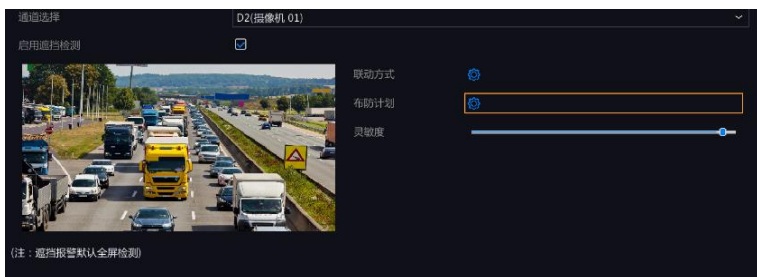 通道选择 D2(摄像机 01)
启用遮挡检测
联动方式
布防计划
灵敏度
(注：遮挡报警默认全屏检测)